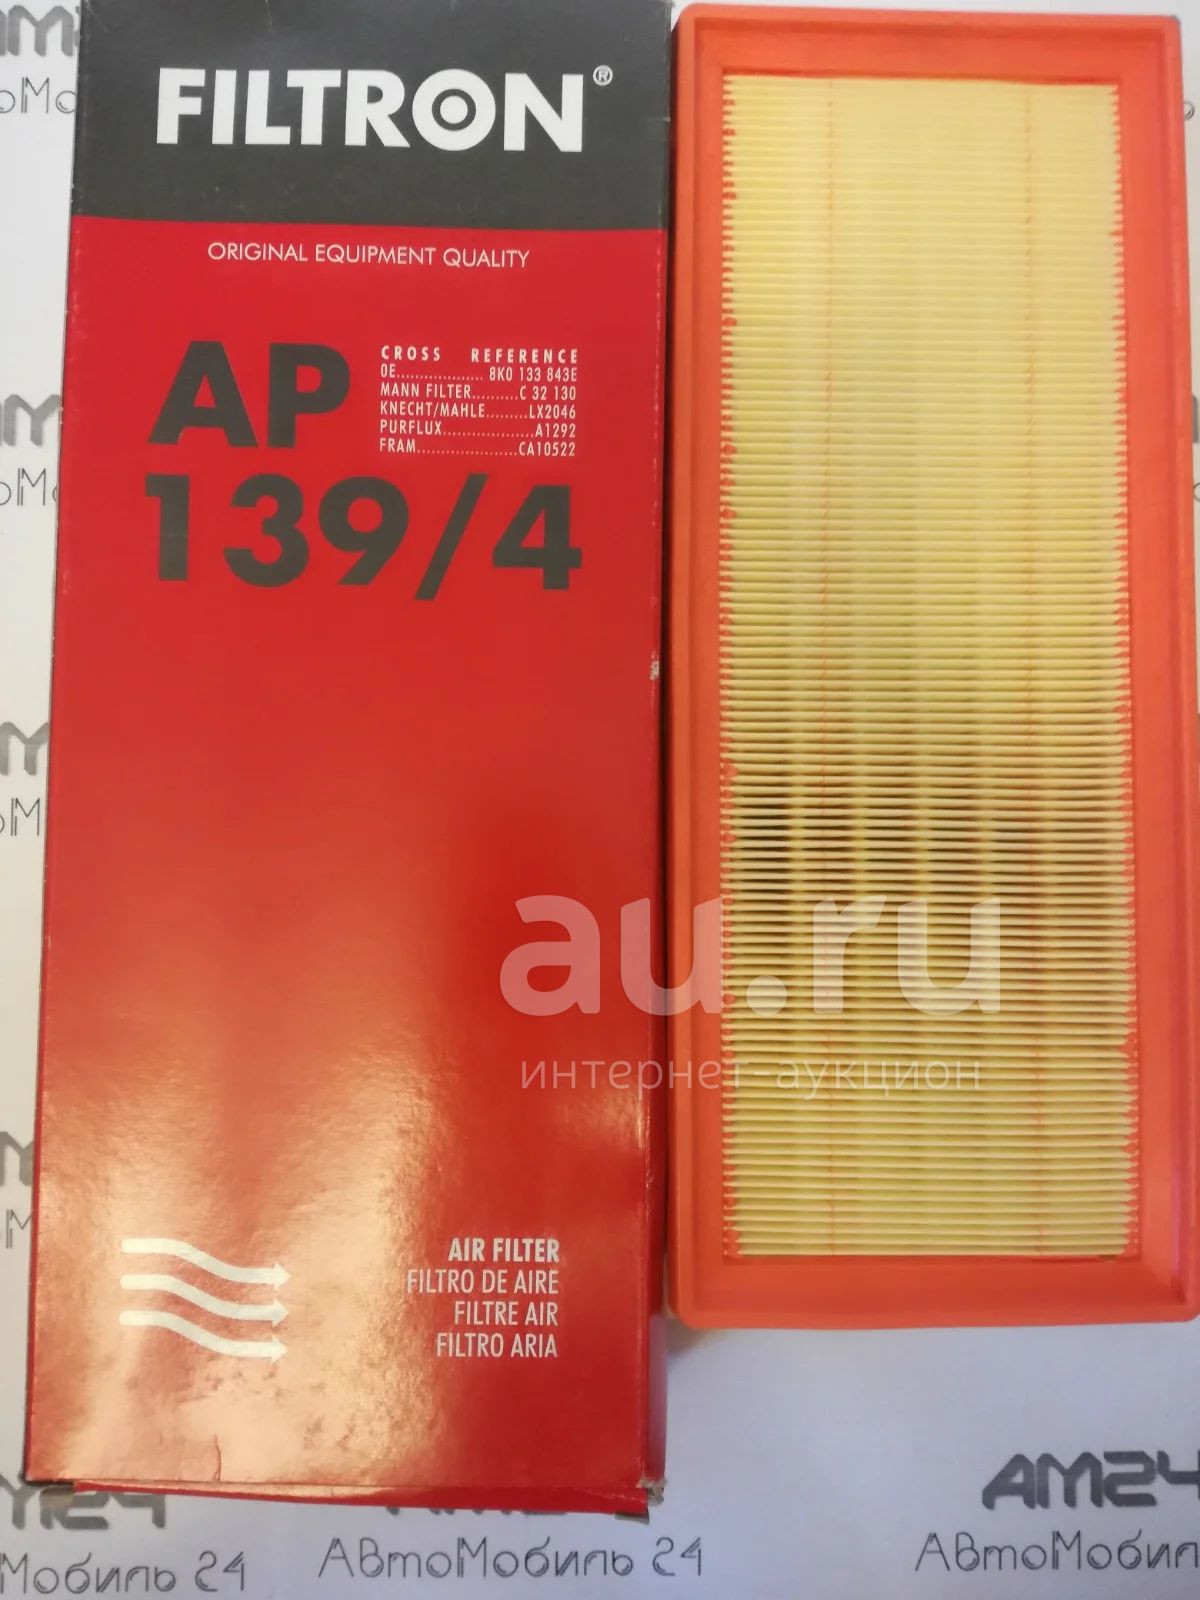 FILTRON®
ORIGINAL EQUIPMENT QUALITY
AP
139/4
CROSS REFERENCE
OE................... 8K0 133 843E
MANN FILTER..........C 32 130
KNECHT/MAHLE.........LX2046
PURFLUX...................A1292
FRAM.....................CA10522
au.ru
интернет-аукцион
AIR FILTER
FILTRO DE AIRE
FILTRE AIR
FILTRO ARIA
AM24
АВтоМобиль 24